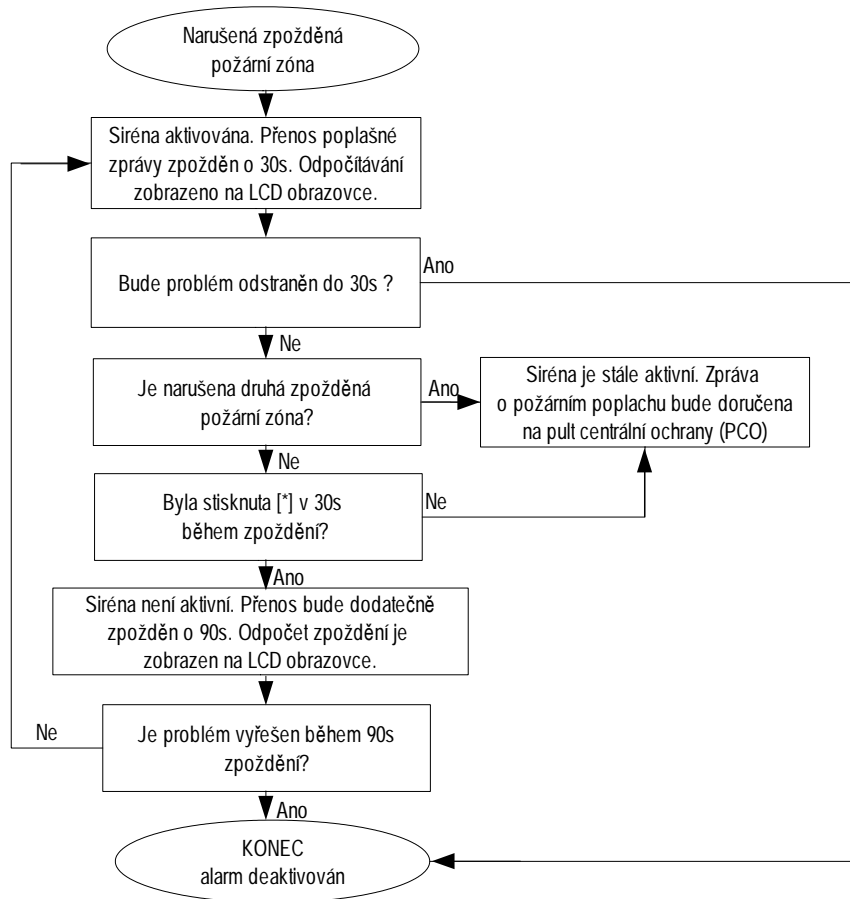 Narušená zpožděná
požární zóna
Siréna aktivována. Přenos poplašné
zprávy zpožděn o 30s. Odpočítávání
zobrazeno na LCD obrazovce.
Bude problém odstraněn do 30s ?
Ano
Ne
Je narušena druhá zpožděná
požární zóna?
Ano
Siréna je stále aktivní. Zpráva
o požárním poplachu bude doručena
na pult centrální ochrany (PCO)
Ne
Byla stisknuta [*] v 30s
během zpoždění?
Ne
Ano
Siréna není aktivní. Přenos bude dodatečně
zpožděn o 90s. Odpočet zpoždění je
zobrazen na LCD obrazovce.
Ne
Je problém vyřešen během 90s
zpoždění?
Ano
KONEC
alarm deaktivován